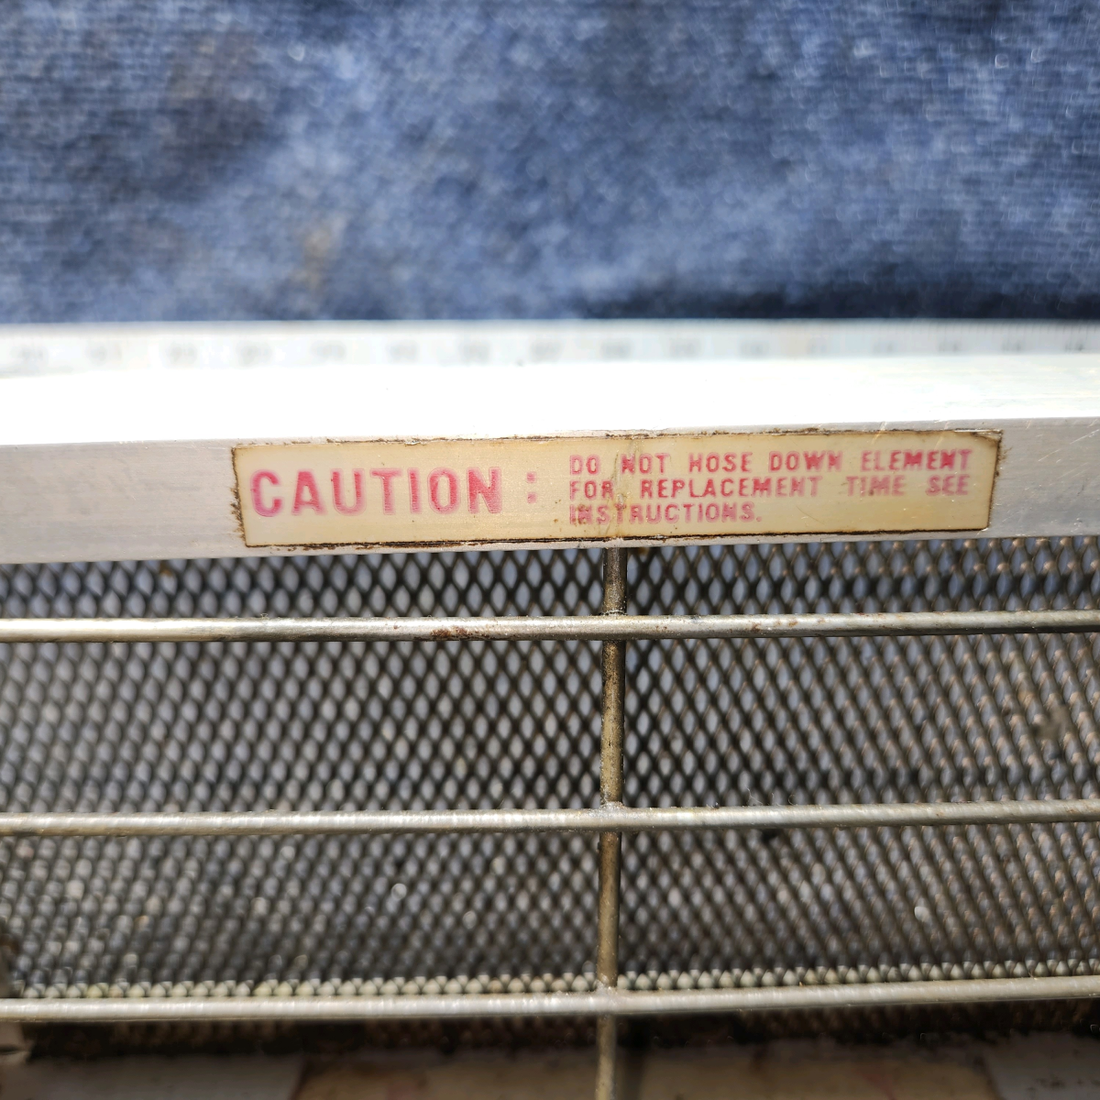 CAUTION :
DO NOT HOSE DOWN ELEMENT
FOR REPLACEMENT TIME SEE
INSTRUCTIONS.